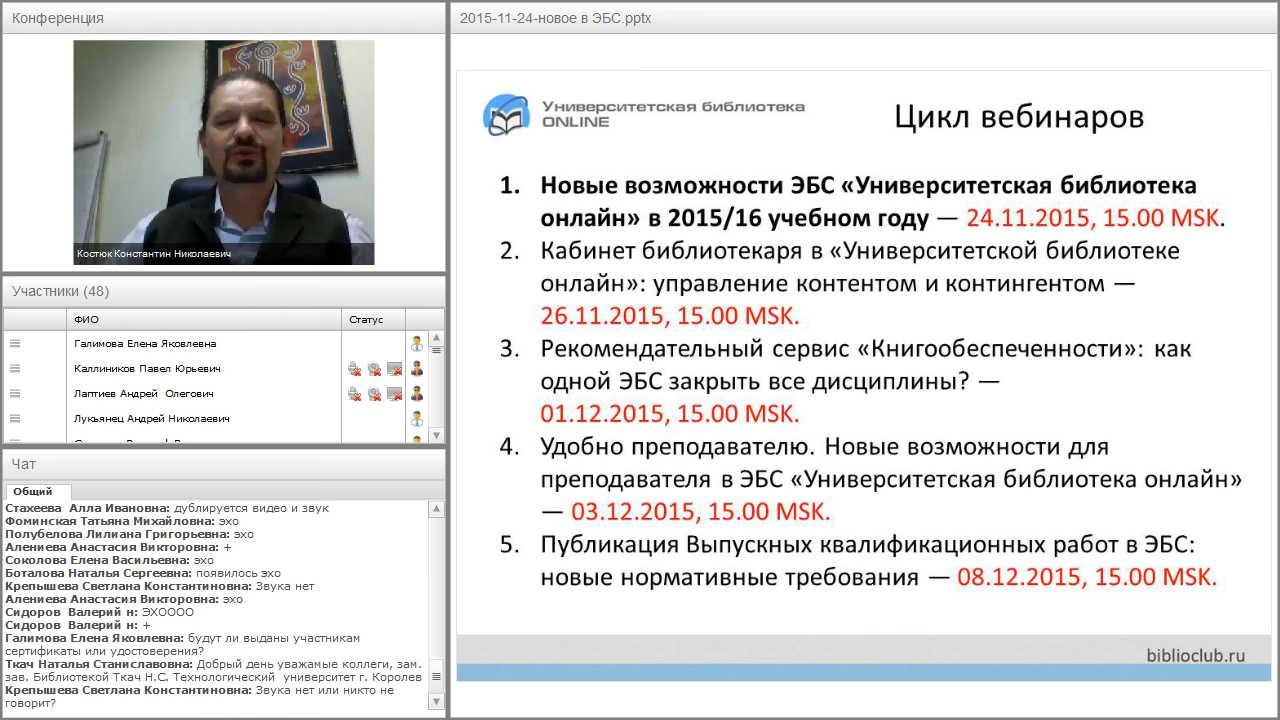 Конференция
Костюк Константин Николаевич
Участники (48)
ФИО
Статус
Галимова Елена Яковлевна
Каллиников Павел Юрьевич
Лаптиев Андрей Олегович
Лукьянец Андрей Николаевич
Чат
Общий
Стахеева Алла Ивановна: дублируется видео и звук
Фоминская Татьяна Михайловна: эхо
Полубелова Лилиана Григорьевна: эхо
Алениева Анастасия Викторовна: +
Соколова Елена Васильевна: эхо
Боталова Наталья Сергеевна: появилось эхо
Крепышева Светлана Константиновна: Звука нет
Алениева Анастасия Викторовна: эхо
Сидоров Валерий н: ЭХОООО
Сидоров Валерий н: +
Галимова Елена Яковлевна: будут ли выданы участникам
сертификаты или удостоверения?
Ткач Наталья Станиславовна: Добрый день уважамые коллеги, зам.
зав. Библиотекой Ткач Н.С. Технологический университет г. Королев
Крепышева Светлана Константиновна: Звука нет или никто не
говорит?
2015-11-24-новое в ЭБС.pptx
Университетская библиотека
ONLINE
Цикл вебинаров
1. Новые возможности ЭБС «Университетская библиотека
онлайн» в 2015/16 учебном году — 24.11.2015, 15.00 MSK.
2. Кабинет библиотекаря в «Университетской библиотеке
онлайн»: управление контентом и контингентом —
26.11.2015, 15.00 MSK.
3. Рекомендательный сервис «Книгообеспеченности»: как
одной ЭБС закрыть все дисциплины? —
01.12.2015, 15.00 MSK.
4. Удобно преподавателю. Новые возможности для
преподавателя в ЭБС «Университетская библиотека онлайн»
— 03.12.2015, 15.00 MSK.
5. Публикация Выпускных квалификационных работ в ЭБС:
новые нормативные требования — 08.12.2015, 15.00 MSK.
biblioclub.ru